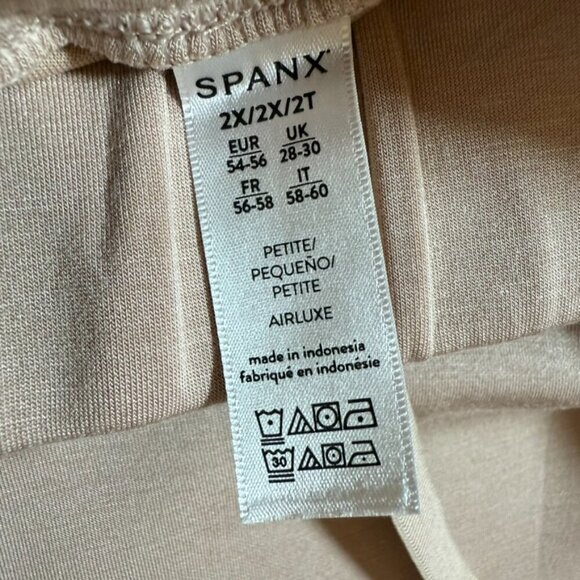 SPANX
2X/2X/2T
EUR UK
54-56 28-30
FR IT
56-58 58-60
PETITE/
PEQUEÑO/
PETITE
AIRLUXE
made in indonesia
fabriqué en indonésie
30